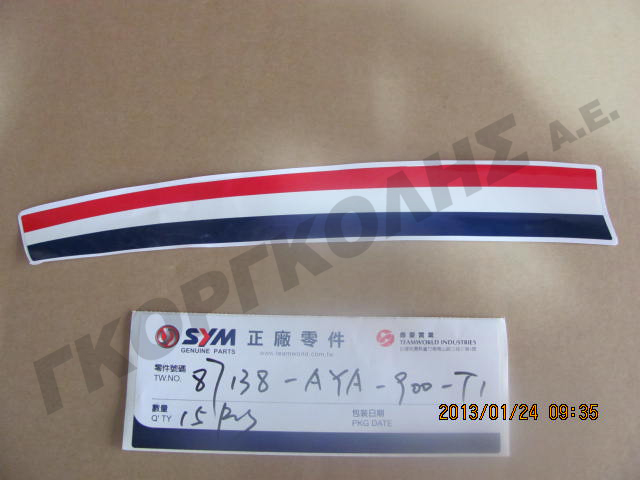 ΓΚΟΡΓΚΟΛΗΣ Α.Ε.
SYM 正廠零件
GENUINE PARTS
www.teamworld.com.tw
TEAMWORLD INDUSTRIES
零件號碼
TW.NO. 87138-AYA-900-T1
數量 包裝日期
Q'TY 15 pcs PKG DATE
2013/01/24 09:35